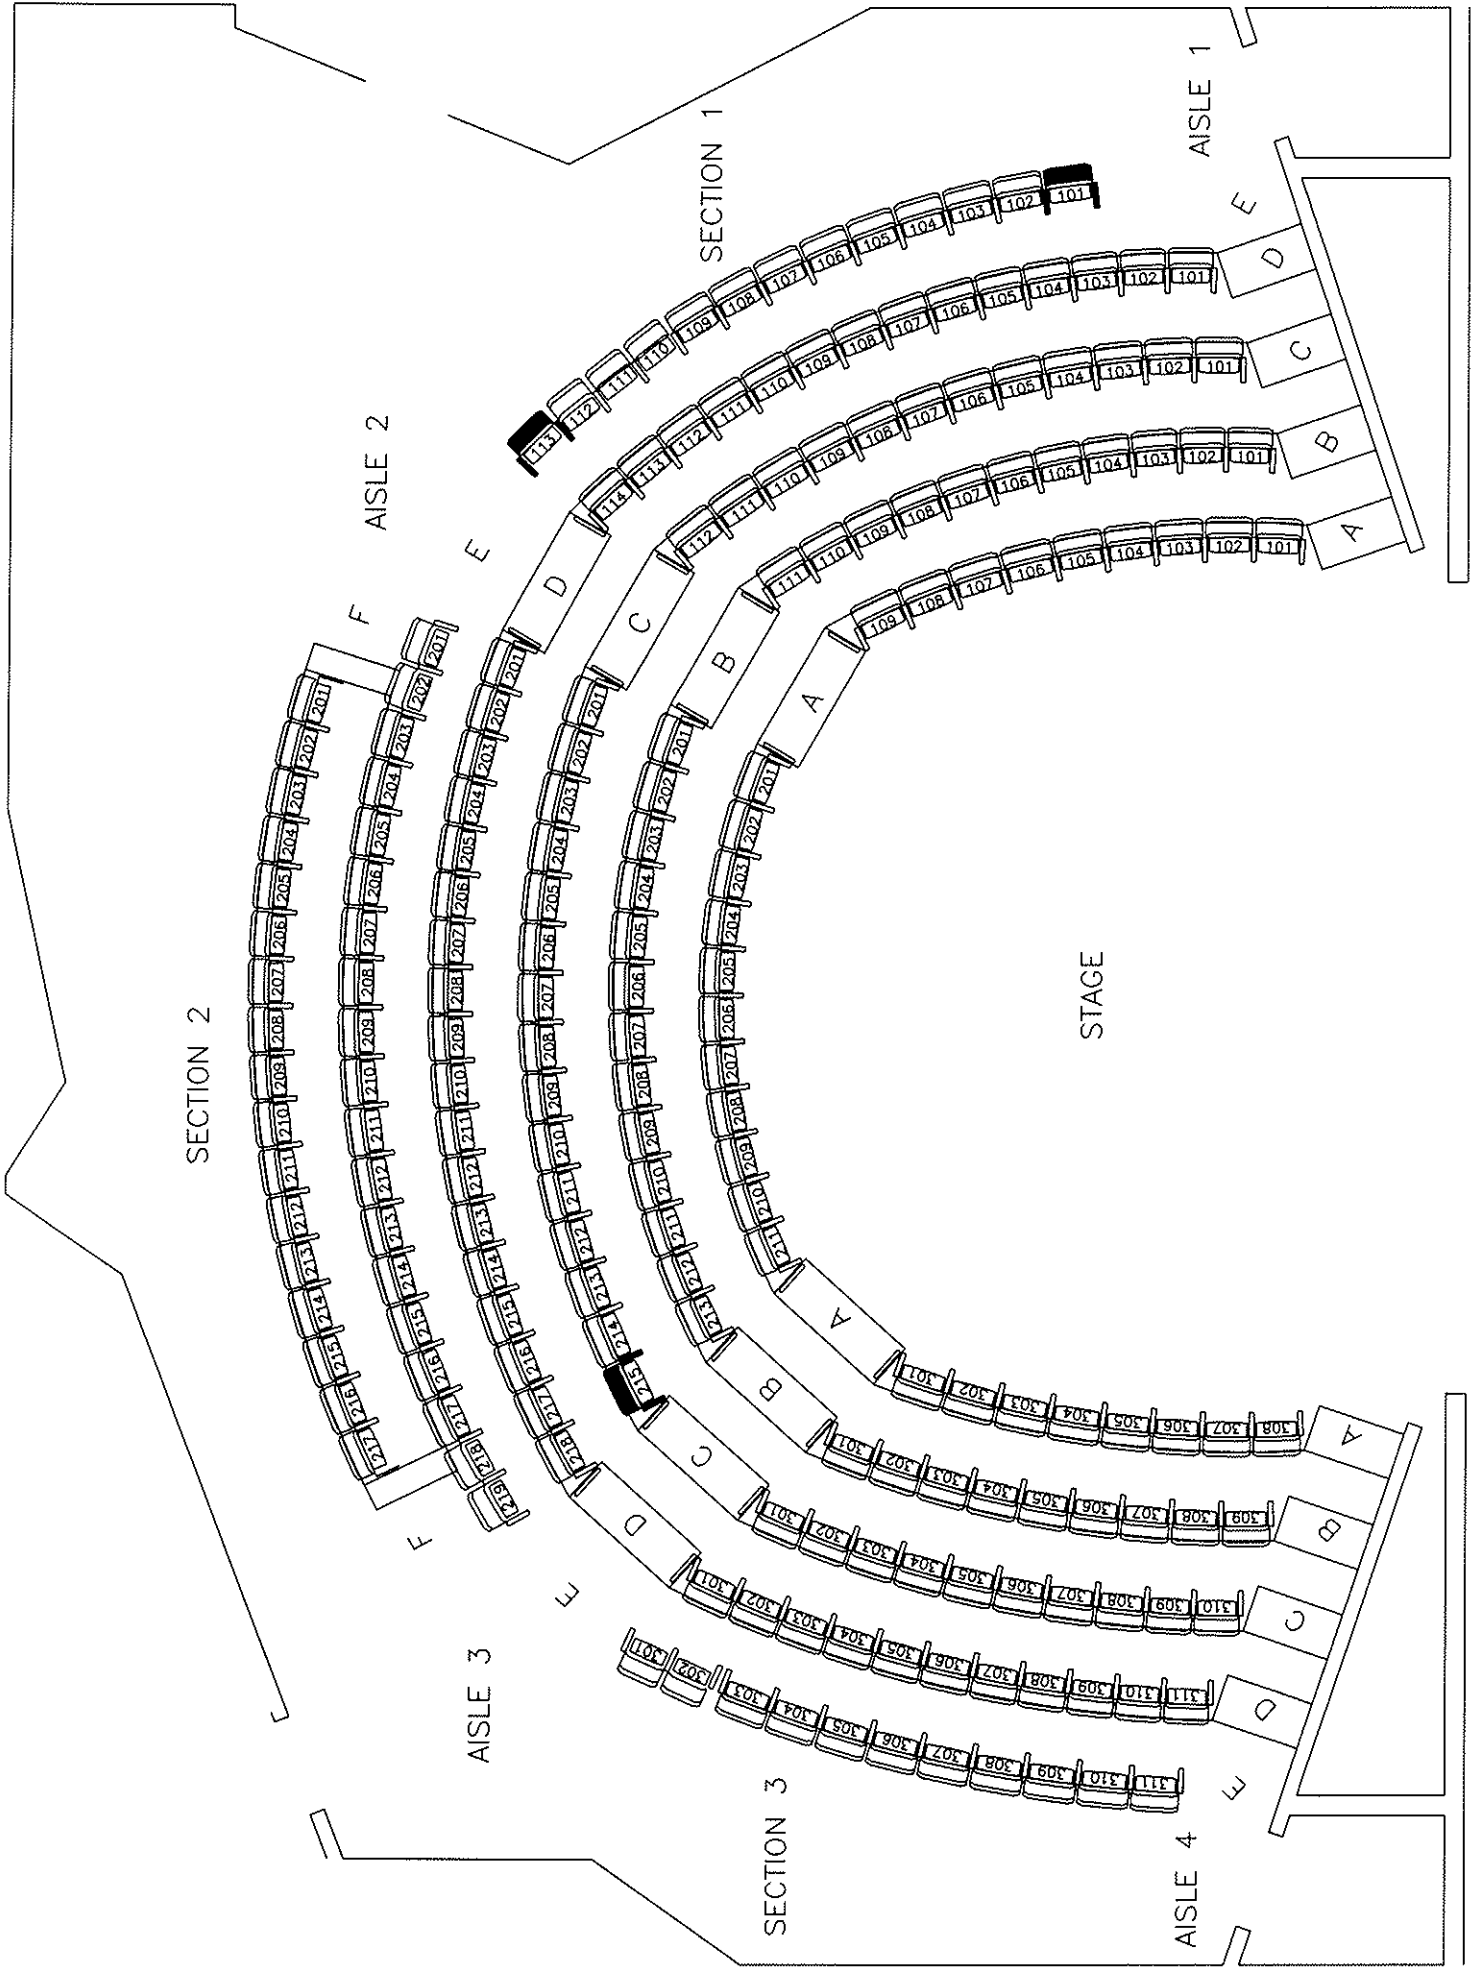 SECTION 2
217 216 215 214 213 212 211 210 209 208 207 206 205 204 203 202 201
F F
AISLE 3
AISLE 2
219 218 217 216 215 214 213 212 211 210 209 208 207 206 205 204 203 202 201
E E
218 217 216 215 214 213 212 211 210 209 208 207 206 205 204 203 202 201
D D
215 214 213 212 211 210 209 208 207 206 205 204 203 202 201
C C
213 212 211 210 209 208 207 206 205 204 203 202 201
B B
211 210 209 208 207 206 205 204 203 202 201
A A
SECTION 3
301 302 303 304 305 306 307 308 309 310 311
E
301 302 303 304 305 306 307 308 309 310 311
D
301 302 303 304 305 306 307 308 309 310
C
301 302 303 304 305 306 307 308 309
B
301 302 303 304 305 306 307 308
A
AISLE 4
STAGE
SECTION 1
113 112 111 110 109 108 107 106 105 104 103 102 101
E
114 113 112 111 110 109 108 107 106 105 104 103 102 101
D
112 111 110 109 108 107 106 105 104 103 102 101
C
111 110 109 108 107 106 105 104 103 102 101
B
109 108 107 106 105 104 103 102 101
A
AISLE 1